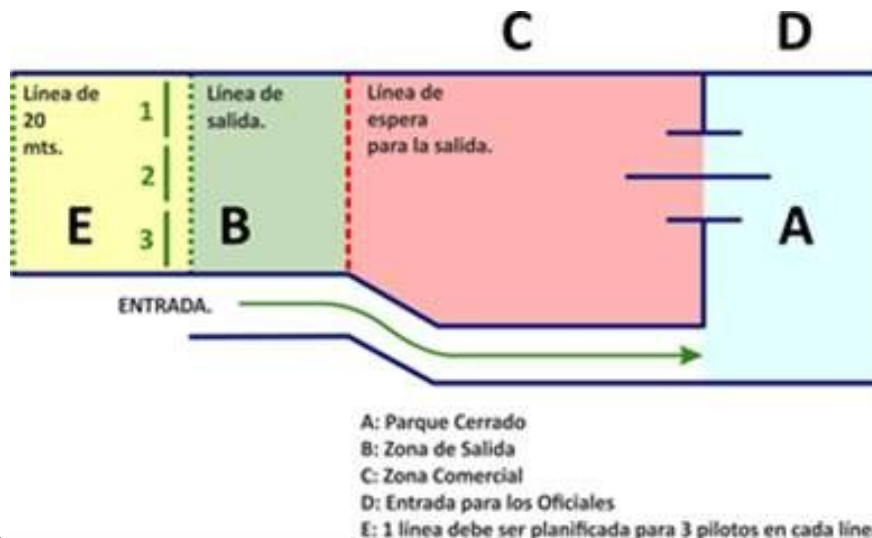 C
D
Línea de
20
mts.
1
2
3
E
Línea de
salida.
B
Línea de
espera
para la salida.
A
ENTRADA.
A: Parque Cerrado
B: Zona de Salida
C: Zona Comercial
D: Entrada para los Oficiales
E: 1 línea debe ser planificada para 3 pilotos en cada líne